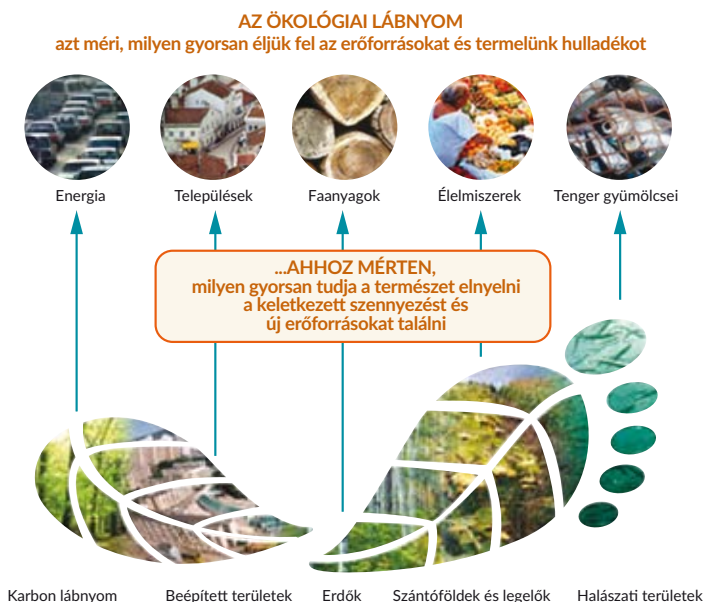 AZ ÖKOLÓGIAI LÁBNYOM
azt méri, milyen gyorsan éljük fel az erőforrásokat és termelünk hulladékot
Energia
Települések
Faanyagok
Élelmiszerek
Tenger gyümölcsei
...AHHOZ MÉRTEN,
milyen gyorsan tudja a természet elnyelni
a keletkezett szennyezést és
új erőforrásokat találni
Karbon lábnyom
Beépített területek
Erdők
Szántóföldek és legelők
Halászati területek